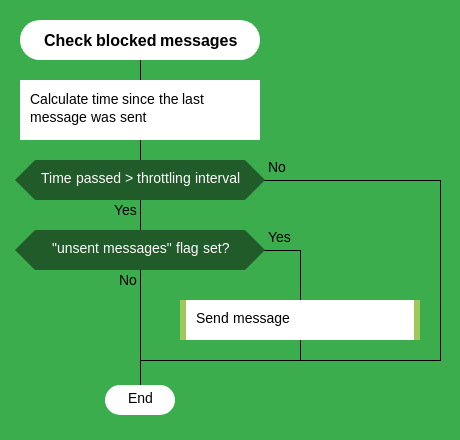 Check blocked messages
Calculate time since the last
message was sent
Time passed > throttling interval
No
Yes
"unsent messages" flag set?
Yes
No
Send message
End